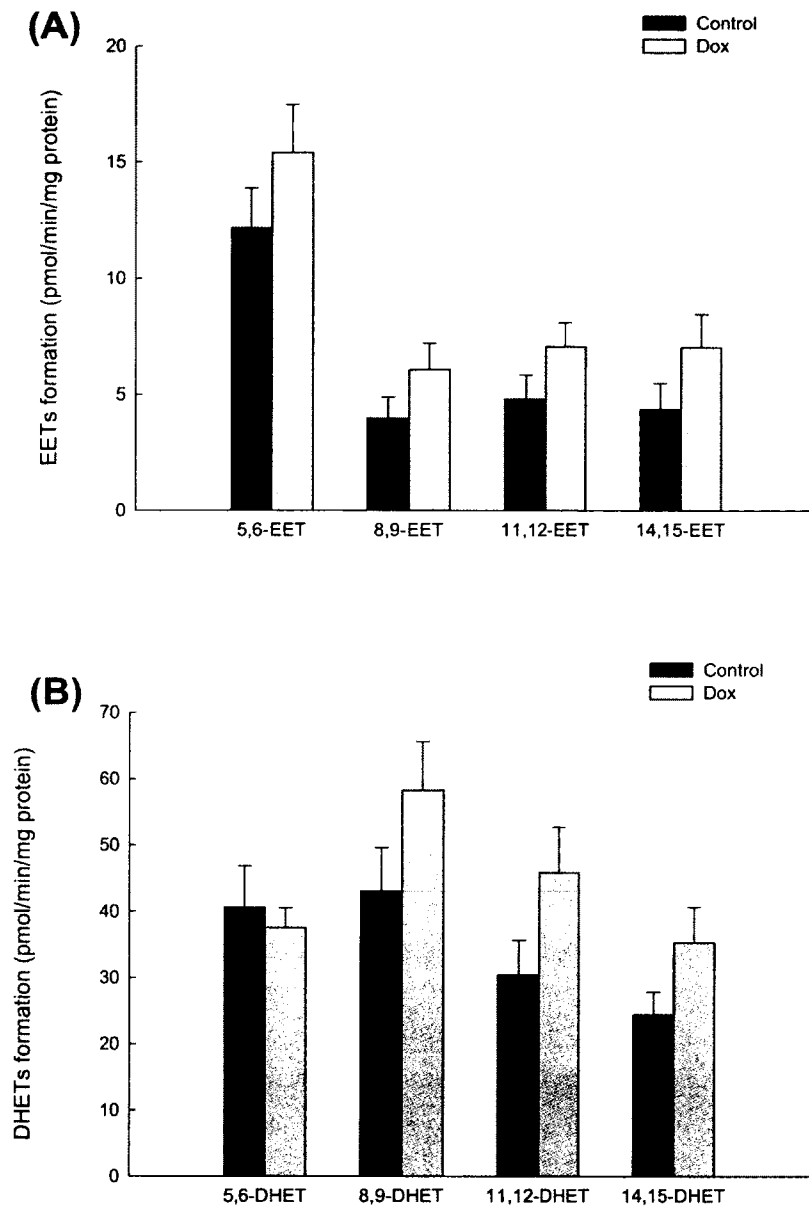 (A)
Control
Dox
EETs formation (pmol/min/mg protein)
20
15
10
5
0
5,6-EET 8,9-EET 11,12-EET 14,15-EET
(B)
Control
Dox
DHETs formation (pmol/min/mg protein)
70
60
50
40
30
20
10
0
5,6-DHET 8,9-DHET 11,12-DHET 14,15-DHET